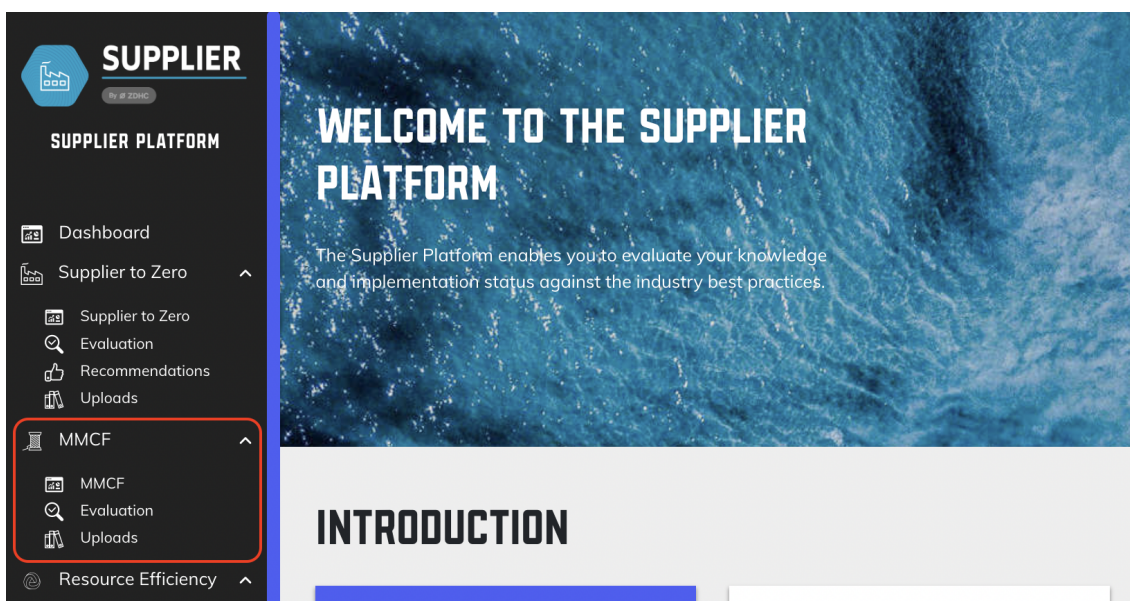 SUPPLIER
By ZDHC
SUPPLIER PLATFORM
Dashboard
Supplier to Zero
Supplier to Zero
Evaluation
Recommendations
Uploads
MMCF
MMCF
Evaluation
Uploads
Resource Efficiency
WELCOME TO THE SUPPLIER
PLATFORM
The Supplier Platform enables you to evaluate your knowledge
and implementation status against the industry best practices.
INTRODUCTION